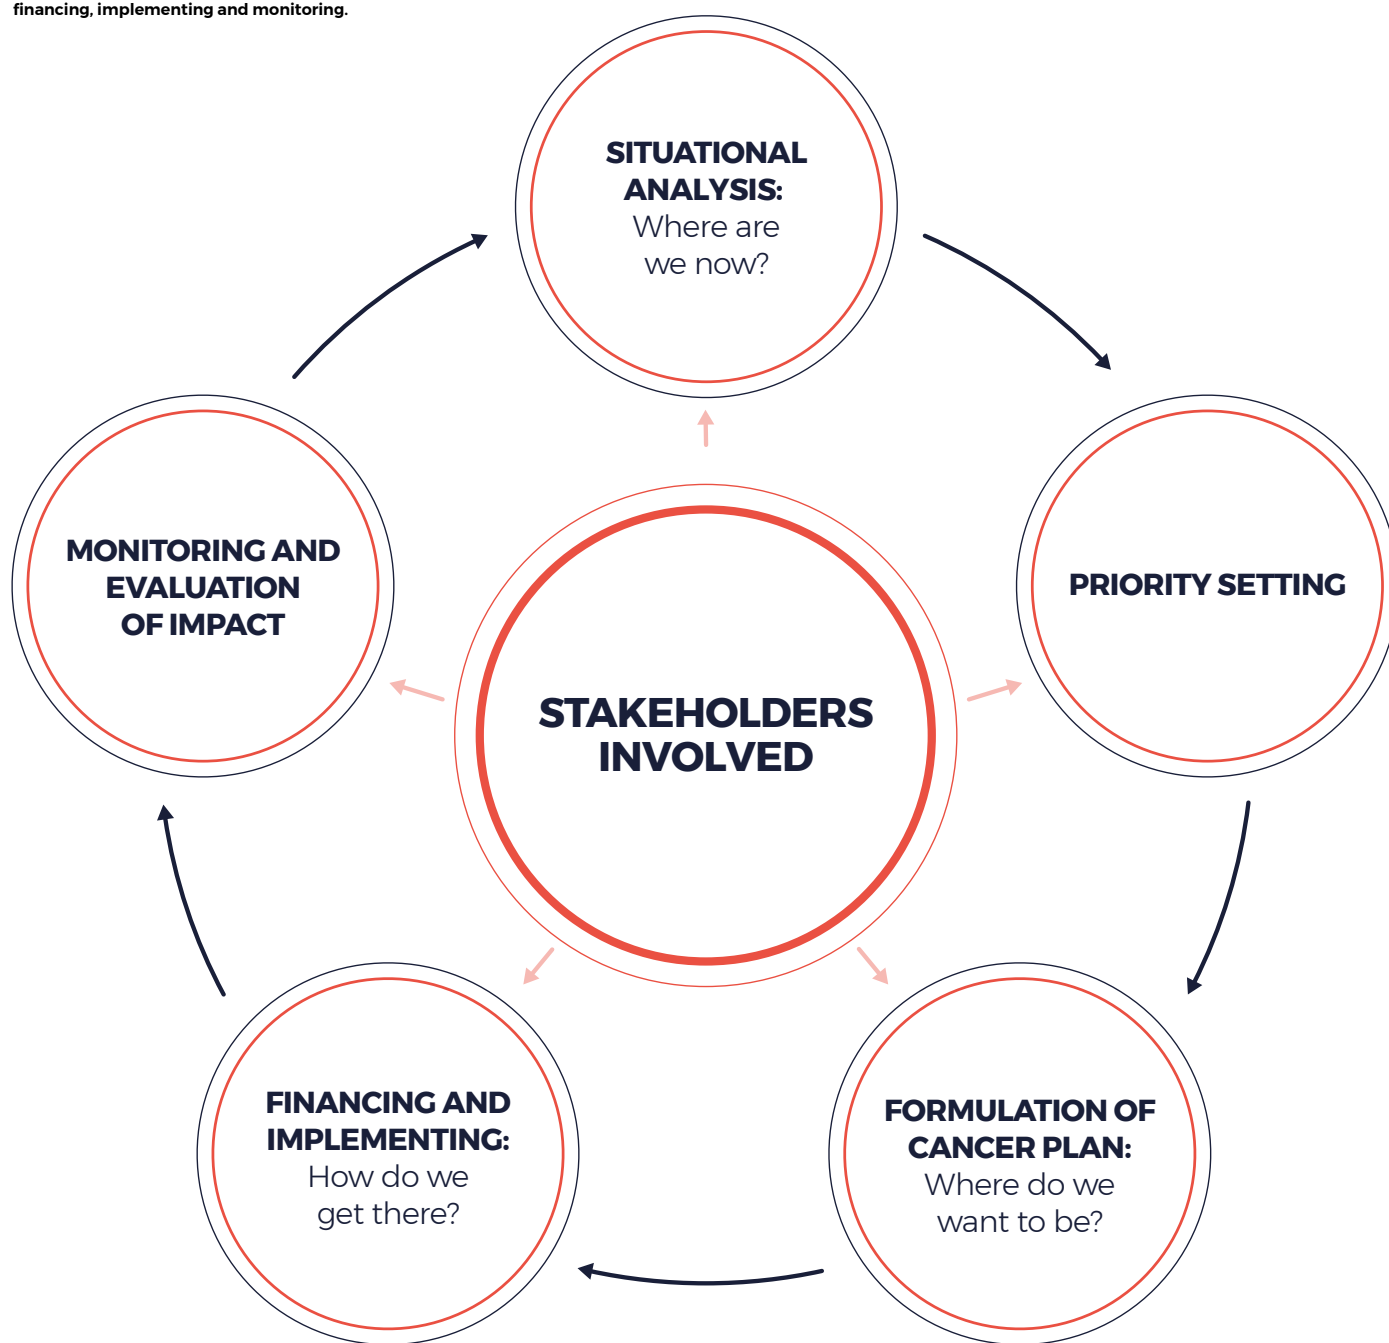 financing, implementing and monitoring.
SITUATIONAL
ANALYSIS:
Where are
we now?
PRIORITY SETTING
FORMULATION OF
CANCER PLAN:
Where do we
want to be?
FINANCING AND
IMPLEMENTING:
How do we
get there?
MONITORING AND
EVALUATION
OF IMPACT
STAKEHOLDERS
INVOLVED